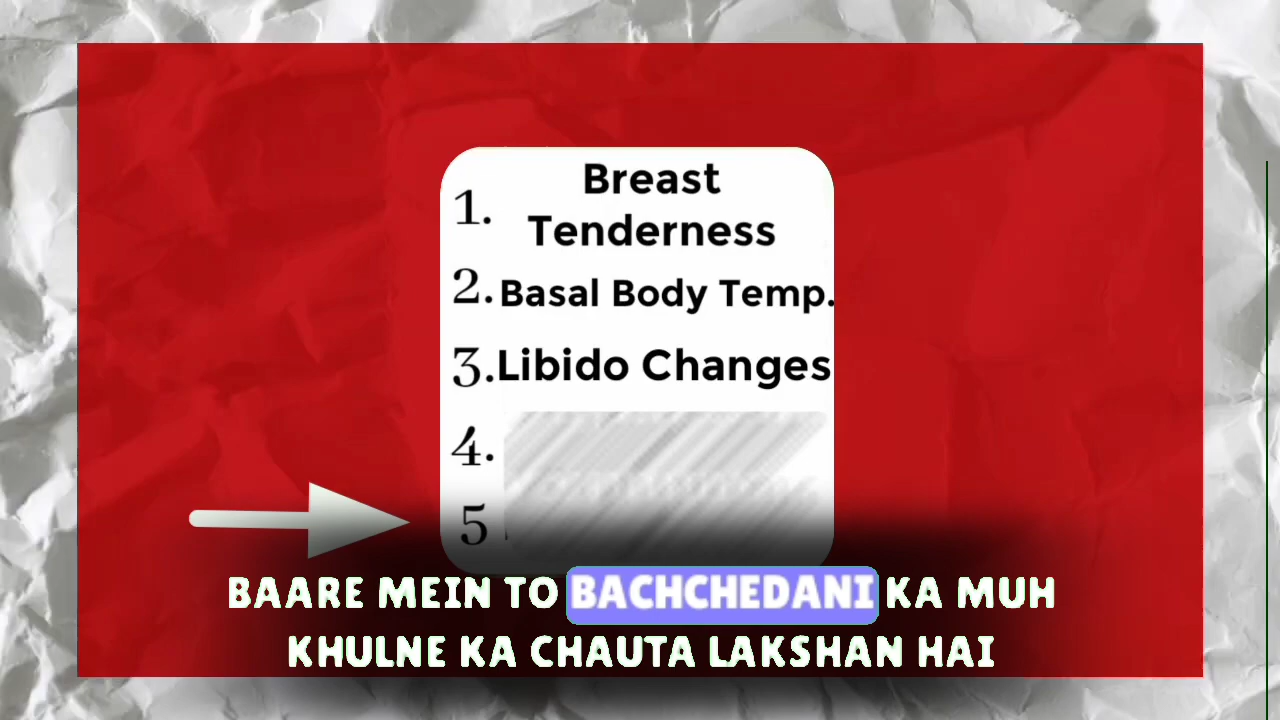 1. Breast
Tenderness
2. Basal Body Temp.
3. Libido Changes
4.
5
BAARE MEIN TO BACHCHEDANI KA MUH
KHULNE KA CHAUTA LAKSHAN HAI